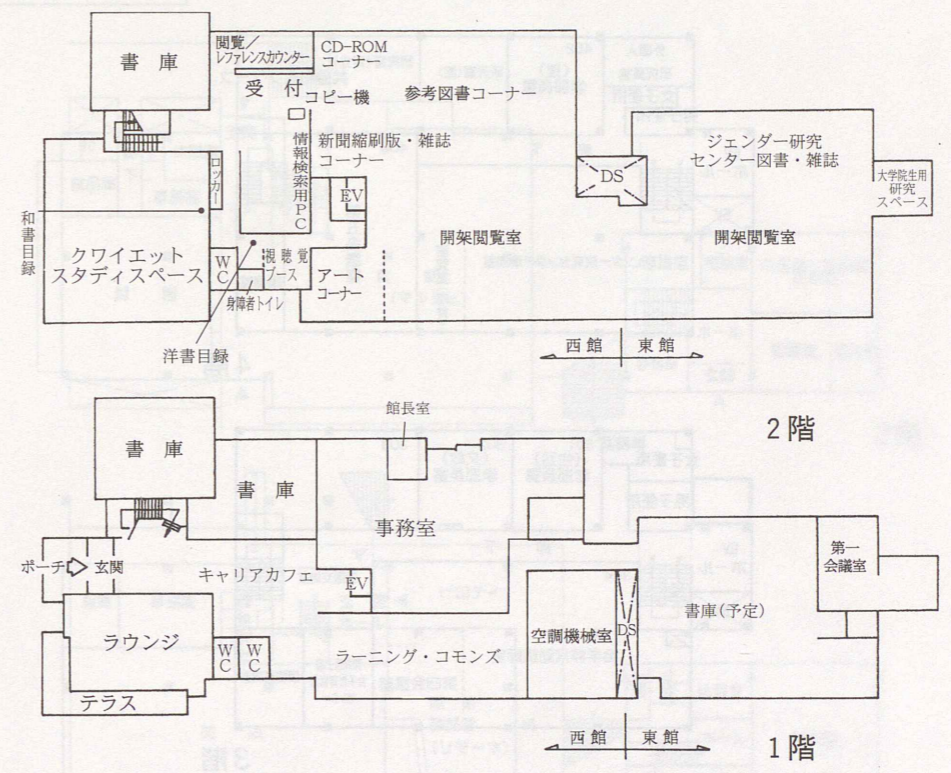 書庫
閲覧／
レファレンスカウンター
受付
CD-ROM
コーナー
コピー機
参考図書コーナー
新聞縮刷版・雑誌
コーナー
情報検索用PC
ロッカー
EV
DS
ジェンダー研究
センター図書・雑誌
大学院生用
研究
スペース
和書目録
クワイエット
スタディスペース
WC
視聴覚
ブース
身障者トイレ
アート
コーナー
開架閲覧室
開架閲覧室
洋書目録
西館
東館
2階
館長室
書庫
書庫
事務室
ポーチ
玄関
キャリアカフェ
EV
第一
会議室
書庫(予定)
空調機械室
DS
ラウンジ
WC
WC
ラーニング・コモンズ
テラス
西館
東館
1階